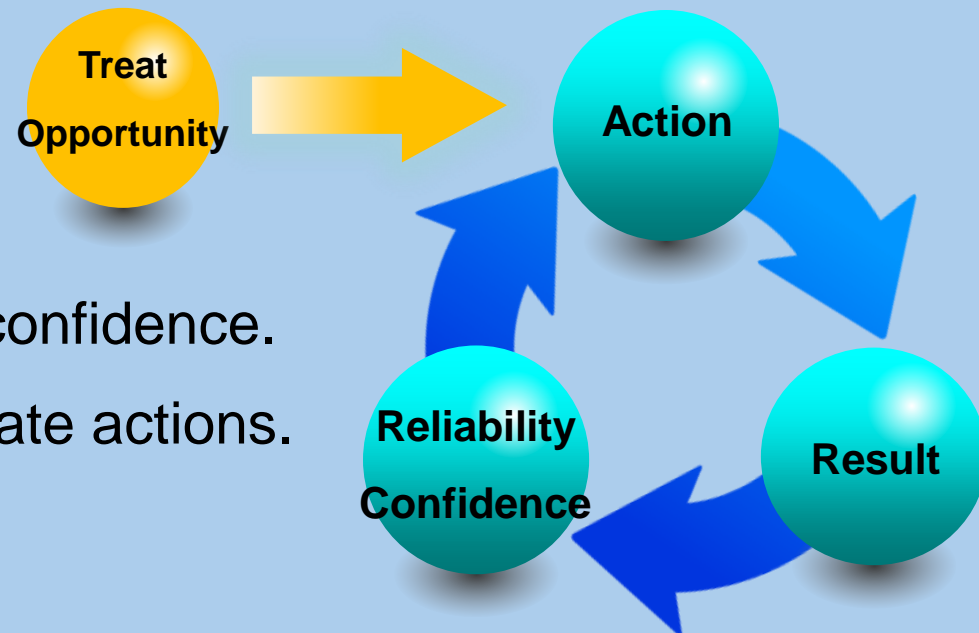 Treat
Opportunity
Action
confidence.
ate actions.
Reliability
Confidence
Result